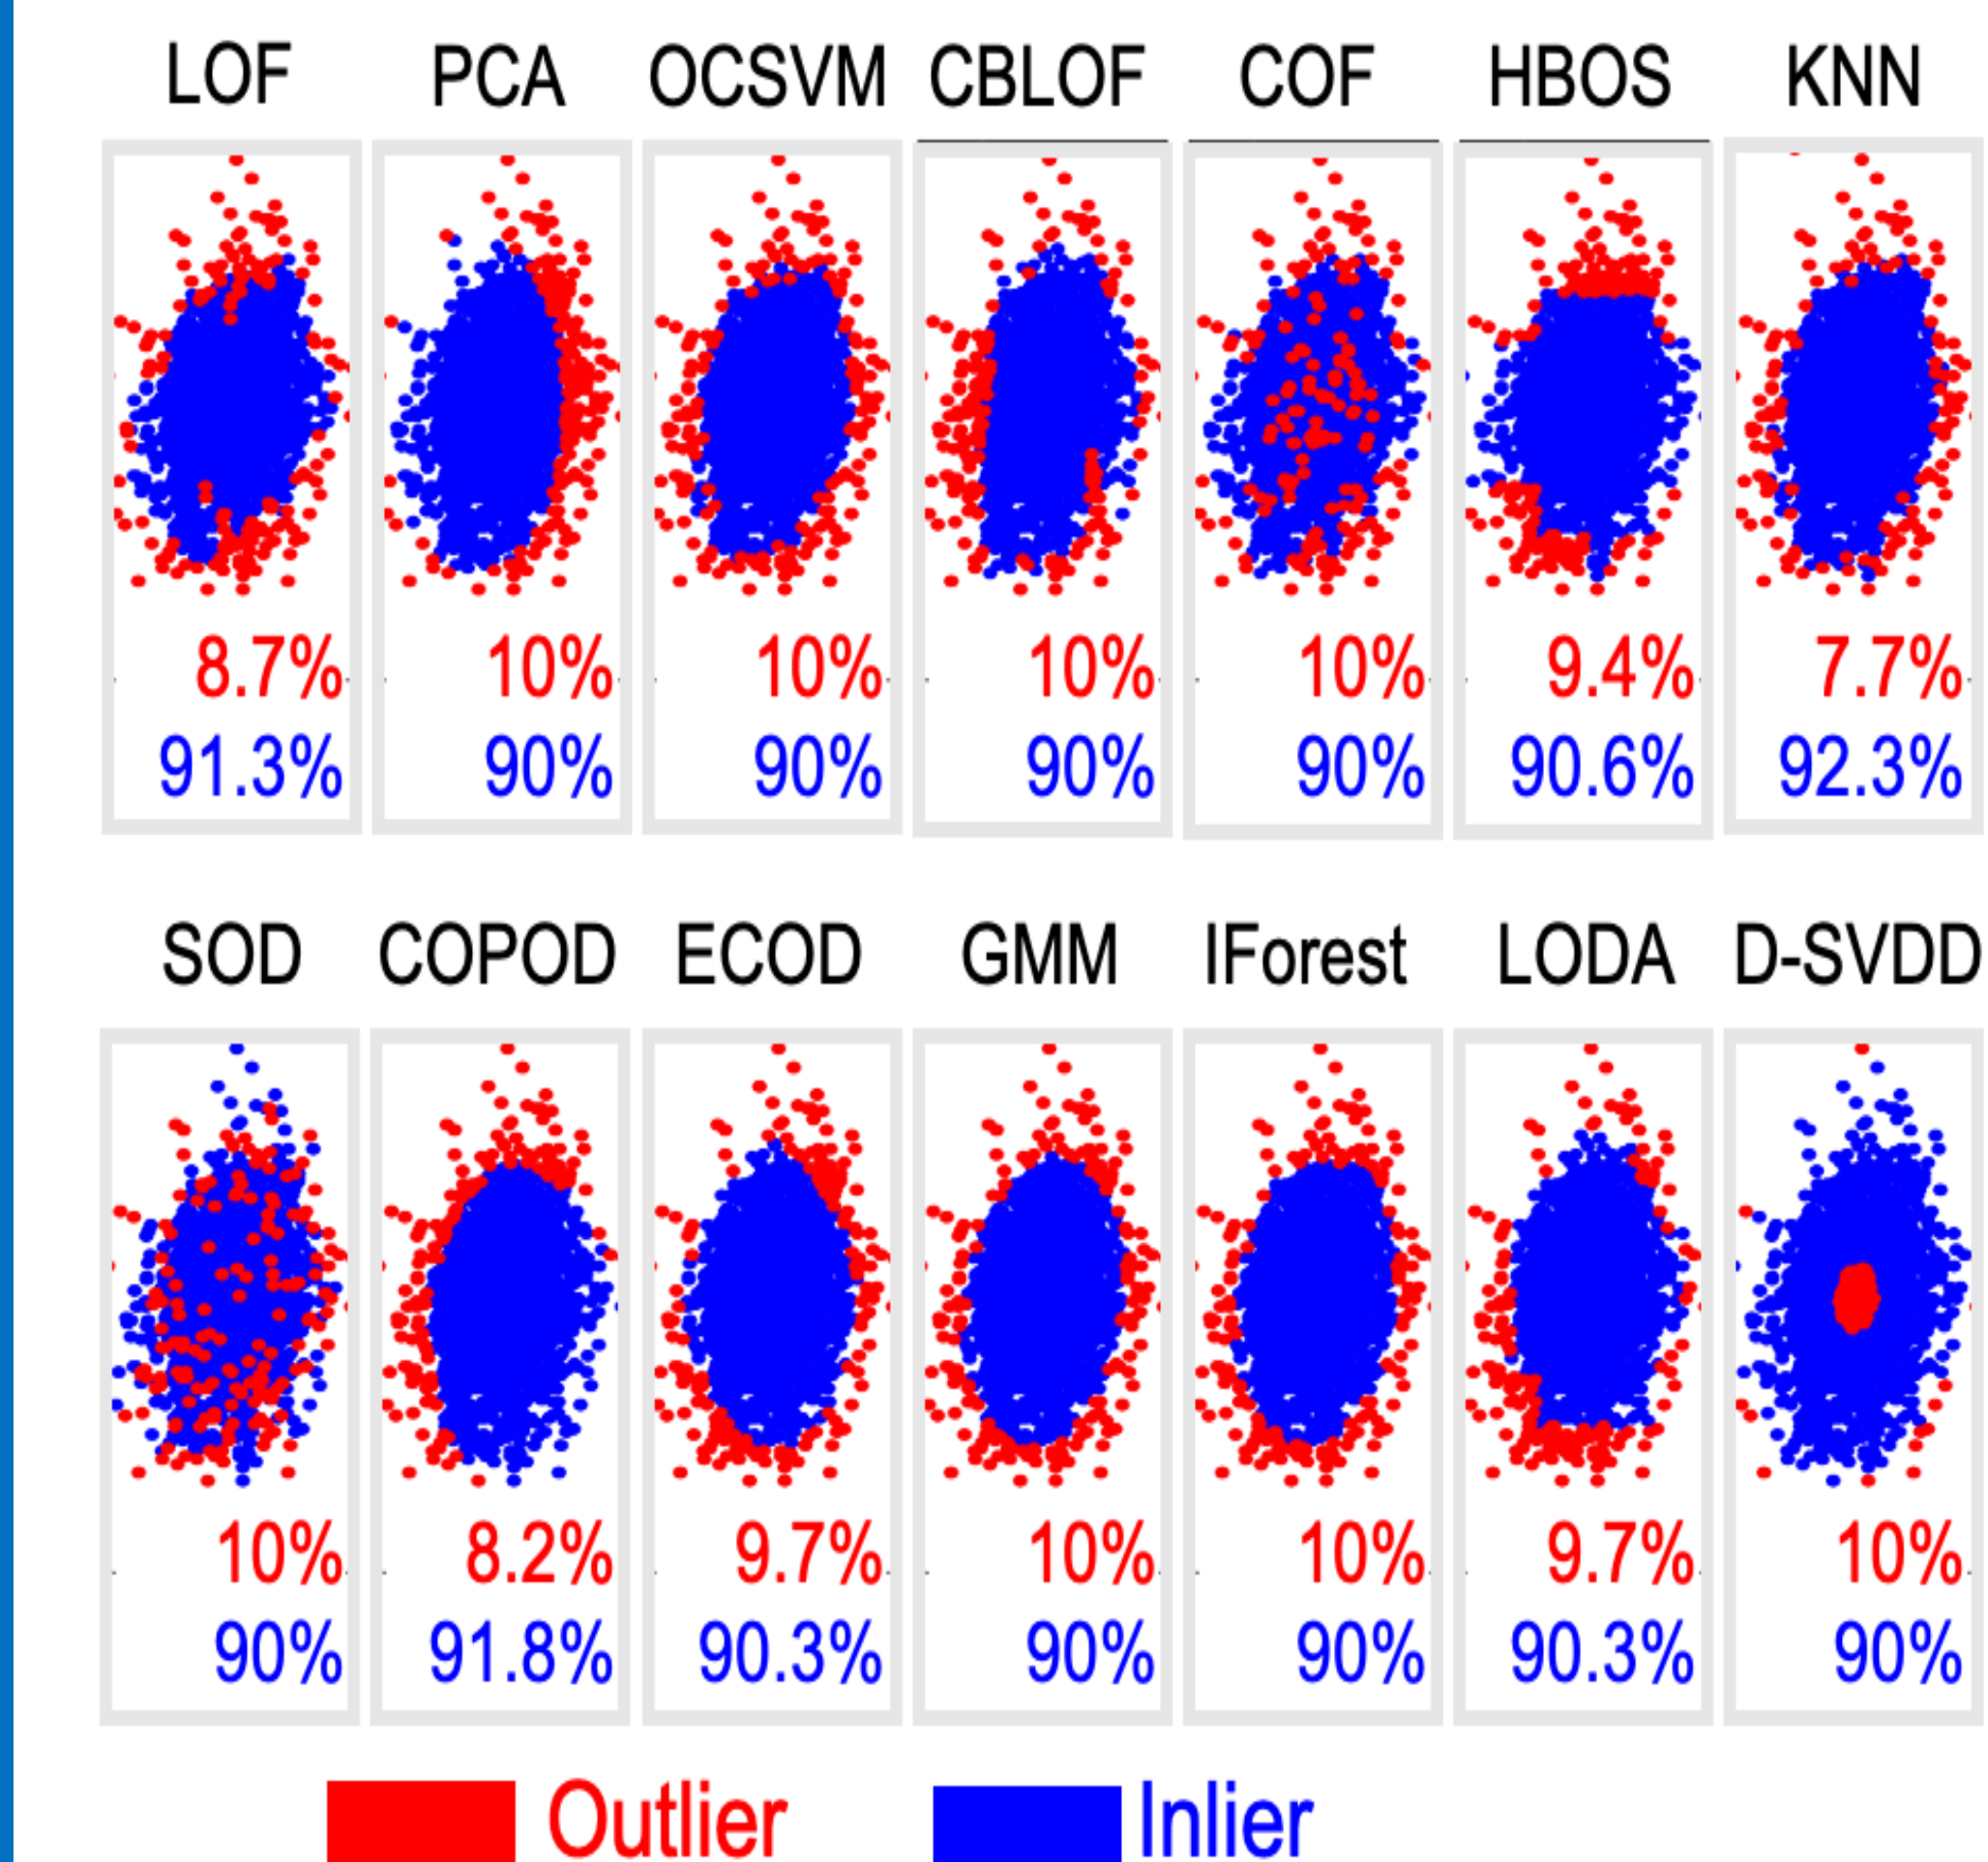 LOF PCA OCSVM CBLOF COF HBOS KNN
8.7% 10% 10% 10% 10% 9.4% 7.7%
91.3% 90% 90% 90% 90% 90.6% 92.3%
SOD COPOD ECOD GMM IForest LODA D-SVDD
10% 8.2% 9.7% 10% 10% 9.7% 10%
90% 91.8% 90.3% 90% 90% 90.3% 90%
Outlier Inlier